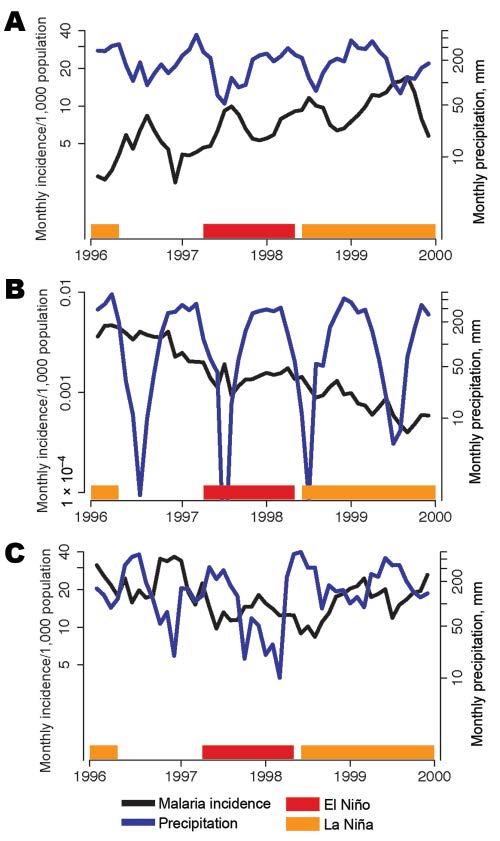 A
Monthly incidence/1,000 population
40
20
10
5
200
50
10
Monthly precipitation, mm
1996 1997 1998 1999 2000
B
Monthly incidence/1,000 population
0.01
0.001
1 × 10⁻⁴
200
50
10
Monthly precipitation, mm
1996 1997 1998 1999 2000
C
Monthly incidence/1,000 population
40
20
10
5
200
50
10
Monthly precipitation, mm
1996 1997 1998 1999 2000
Malaria incidence El Niño
Precipitation La Niña